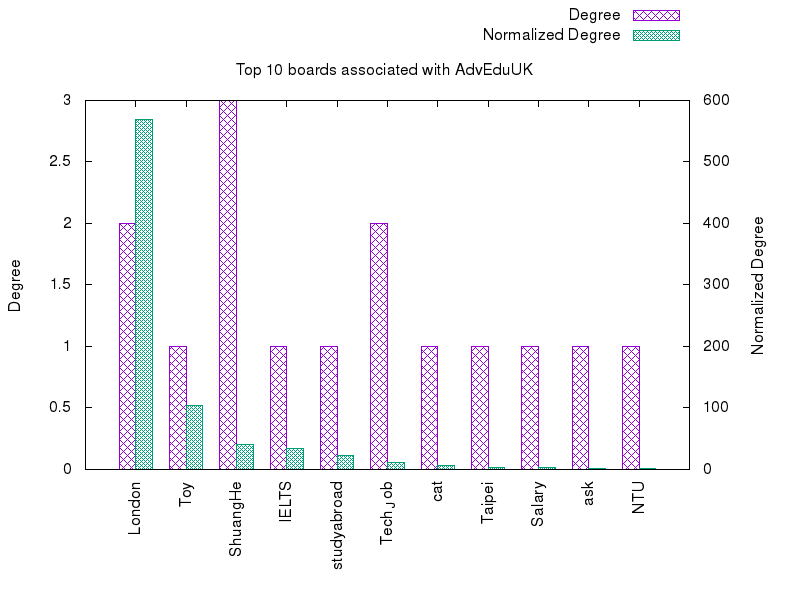 Degree
Normalized Degree
Top 10 boards associated with AdvEduUK
3
2.5
2
1.5
1
0.5
0
600
500
400
300
200
100
0
Degree
Normalized Degree
London
Toy
ShuangHe
IELTS
studyabroad
TechJob
cat
Taipei
Salary
ask
NTU